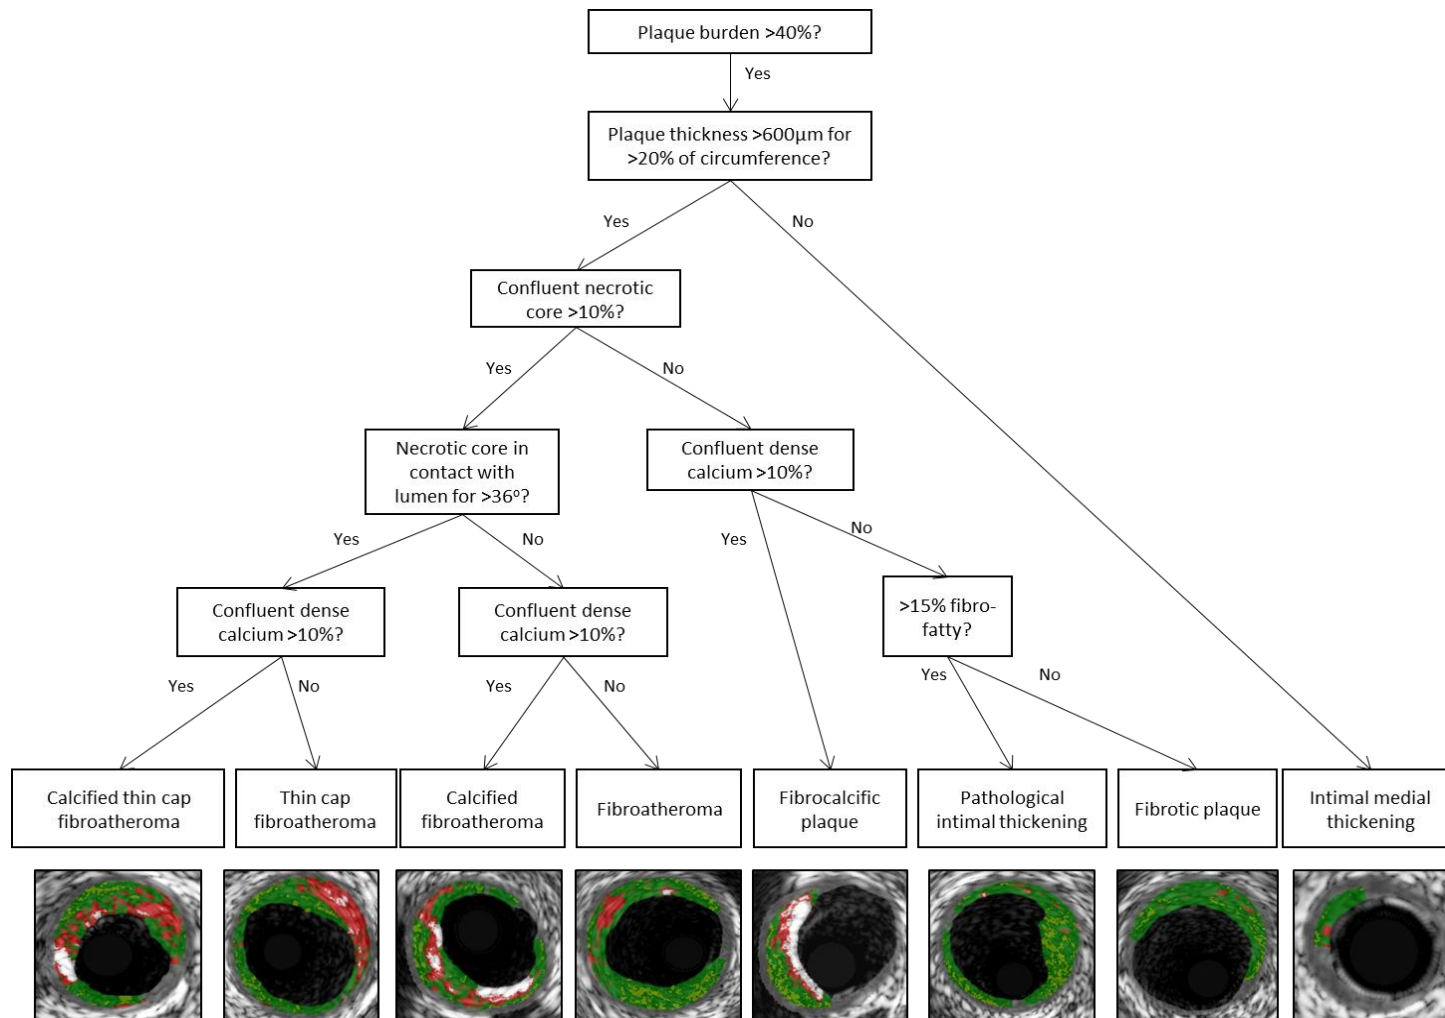 Plaque burden >40%?
Yes
Plaque thickness >600µm for
>20% of circumference?
Yes
No
Confluent necrotic
core >10%?
Yes
No
Necrotic core in
contact with
lumen for >36º?
Confluent dense
calcium >10%?
Yes
No
Yes
No
Confluent dense
calcium >10%?
Confluent dense
calcium >10%?
>15% fibro-
fatty?
Yes
No
Yes
No
Yes
No
Calcified thin cap
fibroatheroma
Thin cap
fibroatheroma
Calcified
fibroatheroma
Fibroatheroma
Fibrocalcific
plaque
Pathological
intimal thickening
Fibrotic plaque
Intimal medial
thickening